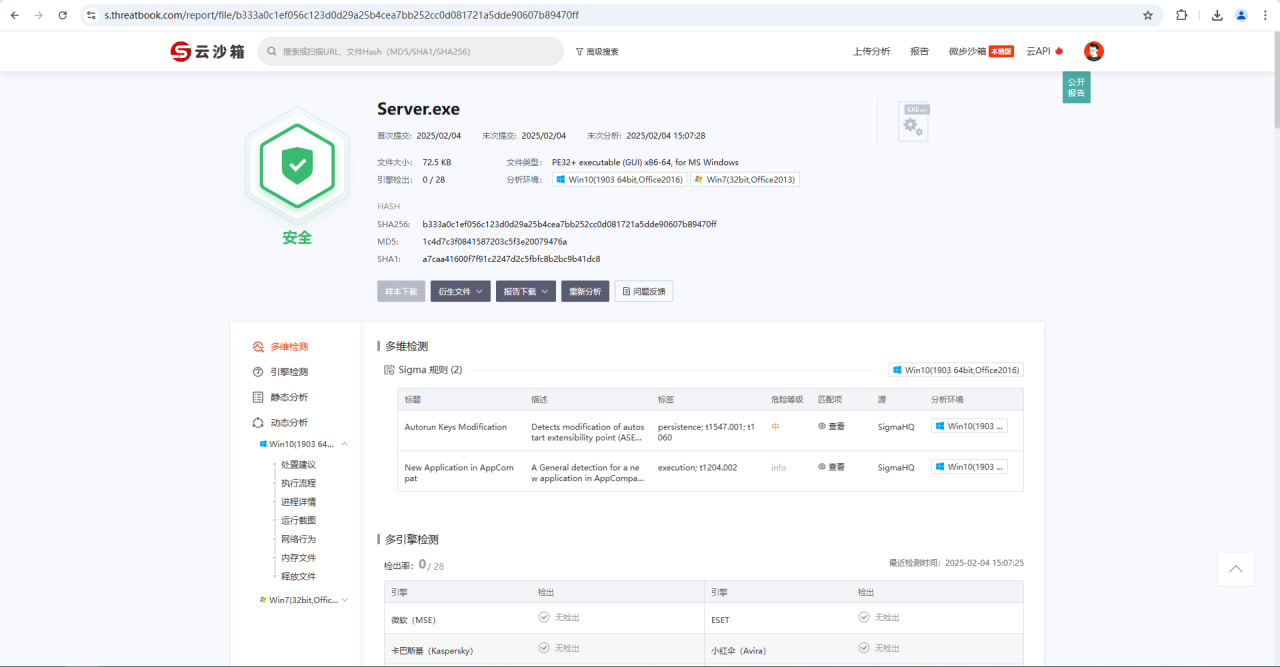 s.threatbook.com/report/file/b333a0c1ef056c123d0d29a25b4cea7bb252cc0d081721a5dde90607b89470ff
云沙箱
搜索或扫描URL、文件Hash（MD5/SHA1/SHA256）
高级搜索
上传分析
报告
微步沙箱 本地版
云API
公开
报告
Server.exe
首次提交: 2025/02/04 末次提交: 2025/02/04 末次分析: 2025/02/04 15:07:28
EXE
文件大小: 72.5 KB 文件类型: PE32+ executable (GUI) x86-64, for MS Windows
引擎检出: 0 / 28 分析环境: Win10(1903 64bit,Office2016) Win7(32bit,Office2013)
安全
HASH
SHA256: b333a0c1ef056c123d0d29a25b4cea7bb252cc0d081721a5dde90607b89470ff
MD5: 1c4d7c3f0841587203c5f3e20079476a
SHA1: a7caa41600f7f91c2247d2c5fbfc8b2bc9b41dc8
样本下载 衍生文件 报告下载 重新分析 问题反馈
多维检测
引擎检测
静态分析
动态分析
Win10(1903 64...
处置建议
执行流程
进程详情
运行截图
网络行为
内存文件
释放文件
Win7(32bit,Offic...
多维检测
Sigma 规则 (2) Win10(1903 64bit,Office2016)
标题 描述 标签 危险等级 匹配项 源 分析环境
Autorun Keys Modification Detects modification of autos persistence; t1547.001; t1 中 查看 SigmaHQ Win10(1903 ...
tart extensibility point (ASE... 060
New Application in AppCom A General detection for a ne execution; t1204.002 info 查看 SigmaHQ Win10(1903 ...
pat w application in AppCompa...
多引擎检测
检出率: 0 / 28 最近检测时间: 2025-02-04 15:07:25
引擎 检出 引擎 检出
微软（MSE） 无检出 ESET 无检出
卡巴斯基（Kaspersky） 无检出 小红伞（Avira） 无检出